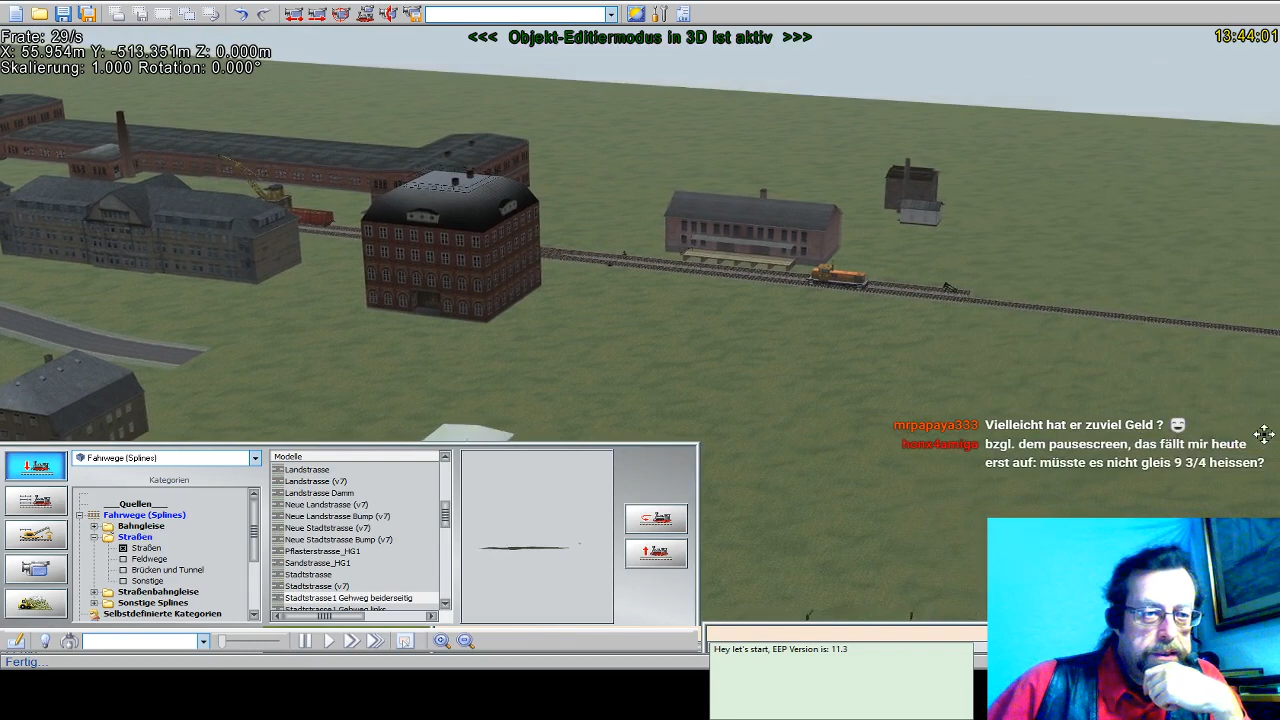 Frate: 29/s
X: 55.954m Y: -513.351m Z: 0.000m
Skalierung: 1.000 Rotation: 0.000°
<<< Objekt-Editiermodus in 3D ist aktiv >>>
13:44:01
mrpapaya333 Vielleicht hat er zuviel Geld ?
honx4amiga bzgl. dem pausescreen, das fällt mir heute
erst auf: müsste es nicht gleis 9 3/4 heissen?
Fahrwege (Splines)
Kategorien
__Quellen__
Fahrwege (Splines)
Bahngleise
Straßen
Straßen
Feldwege
Brücken und Tunnel
Sonstige
Straßenbahngleise
Sonstige Splines
Selbstdefinierte Kategorien
Modelle
Landstrasse
Landstrasse (v7)
Landstrasse Damm
Neue Landstrasse (v7)
Neue Landstrasse Bump (v7)
Neue Stadtstrasse (v7)
Neue Stadtstrasse Bump (v7)
Pflasterstrasse_HG1
Sandstrasse_HG1
Stadtstrasse
Stadtstrasse (v7)
Stadtstrasse1 Gehweg beiderseitig
Stadtstrasse1 Gehweg links
Fertig...
Hey let's start, EEP Version is: 11.3